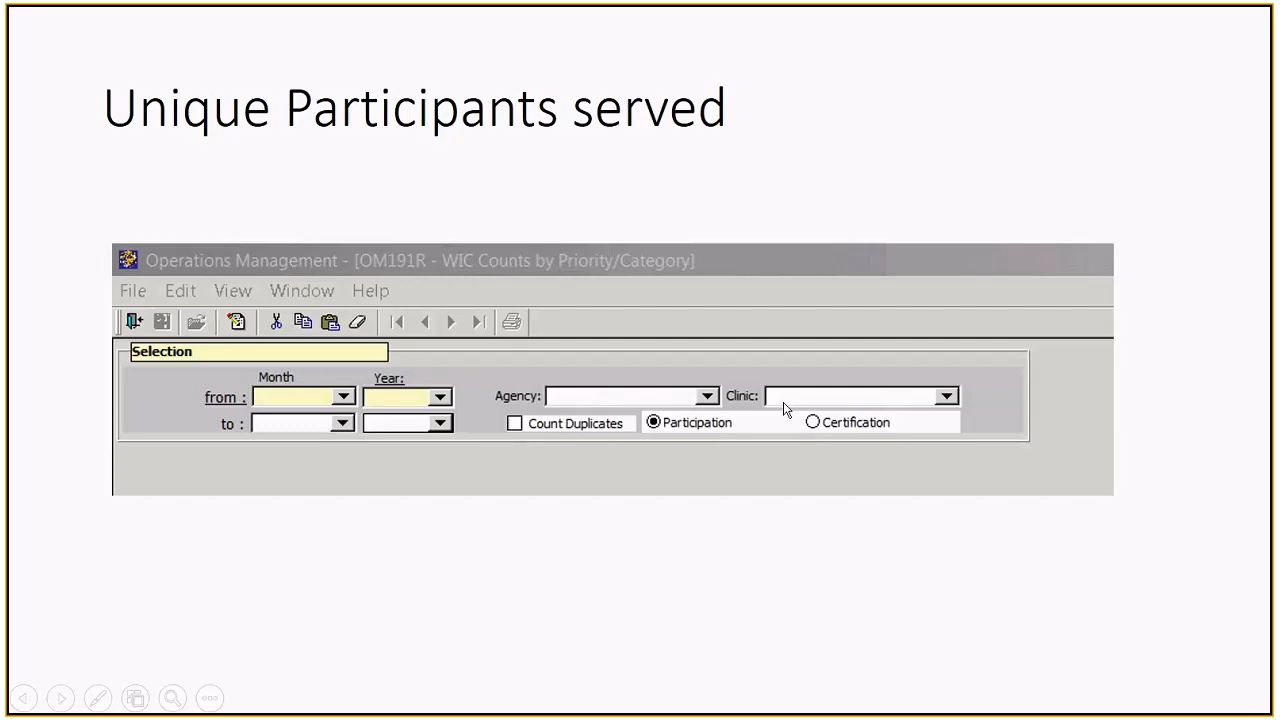 Unique Participants served
Operations Management - [OM191R - WIC Counts by Priority/Category]
File Edit View Window Help
Selection
Month Year:
from : Agency: Clinic:
to : Count Duplicates Participation Certification